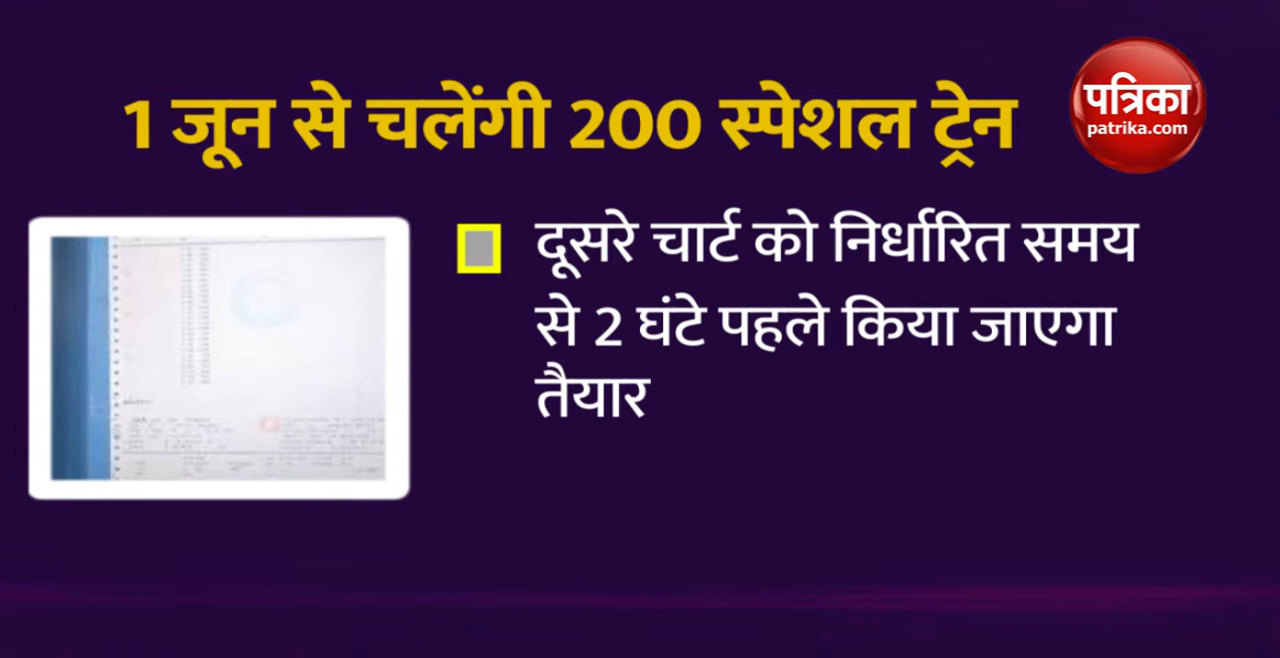 1 जून से चलेंगी 200 स्पेशल ट्रेन
पत्रिका
patrika.com
दूसरे चार्ट को निर्धारित समय
से 2 घंटे पहले किया जाएगा
तैयार